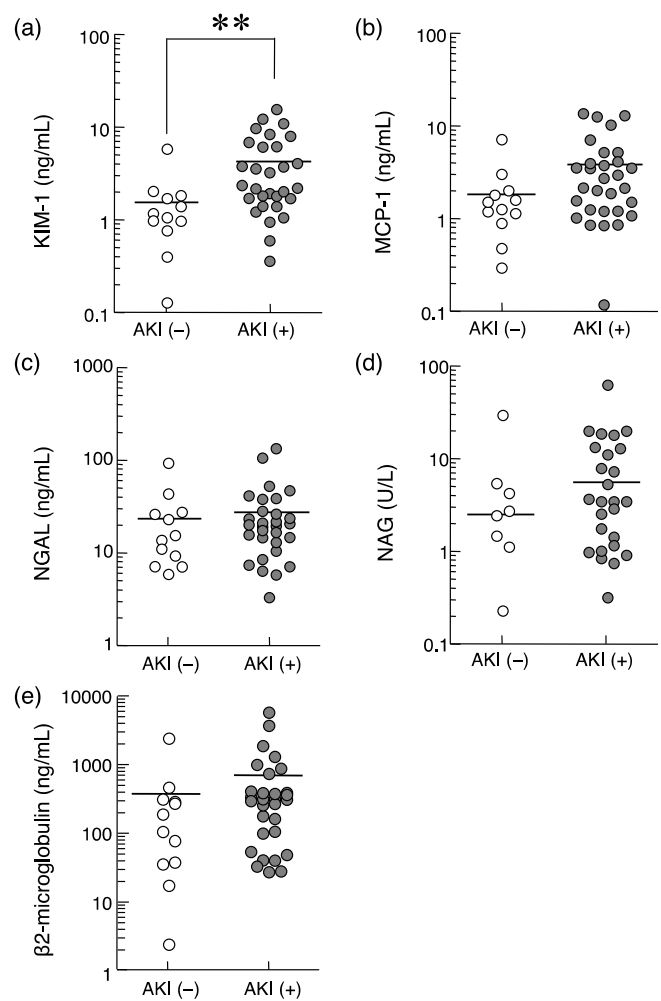 (a)
**
KIM-1 (ng/mL)
100
10
1
0.1
AKI (−)
AKI (+)
(b)
MCP-1 (ng/mL)
100
10
1
0.1
AKI (−)
AKI (+)
(c)
NGAL (ng/mL)
1000
100
10
1
AKI (−)
AKI (+)
(d)
NAG (U/L)
100
10
1
0.1
AKI (−)
AKI (+)
(e)
β2-microglobulin (ng/mL)
10000
1000
100
10
1
AKI (−)
AKI (+)